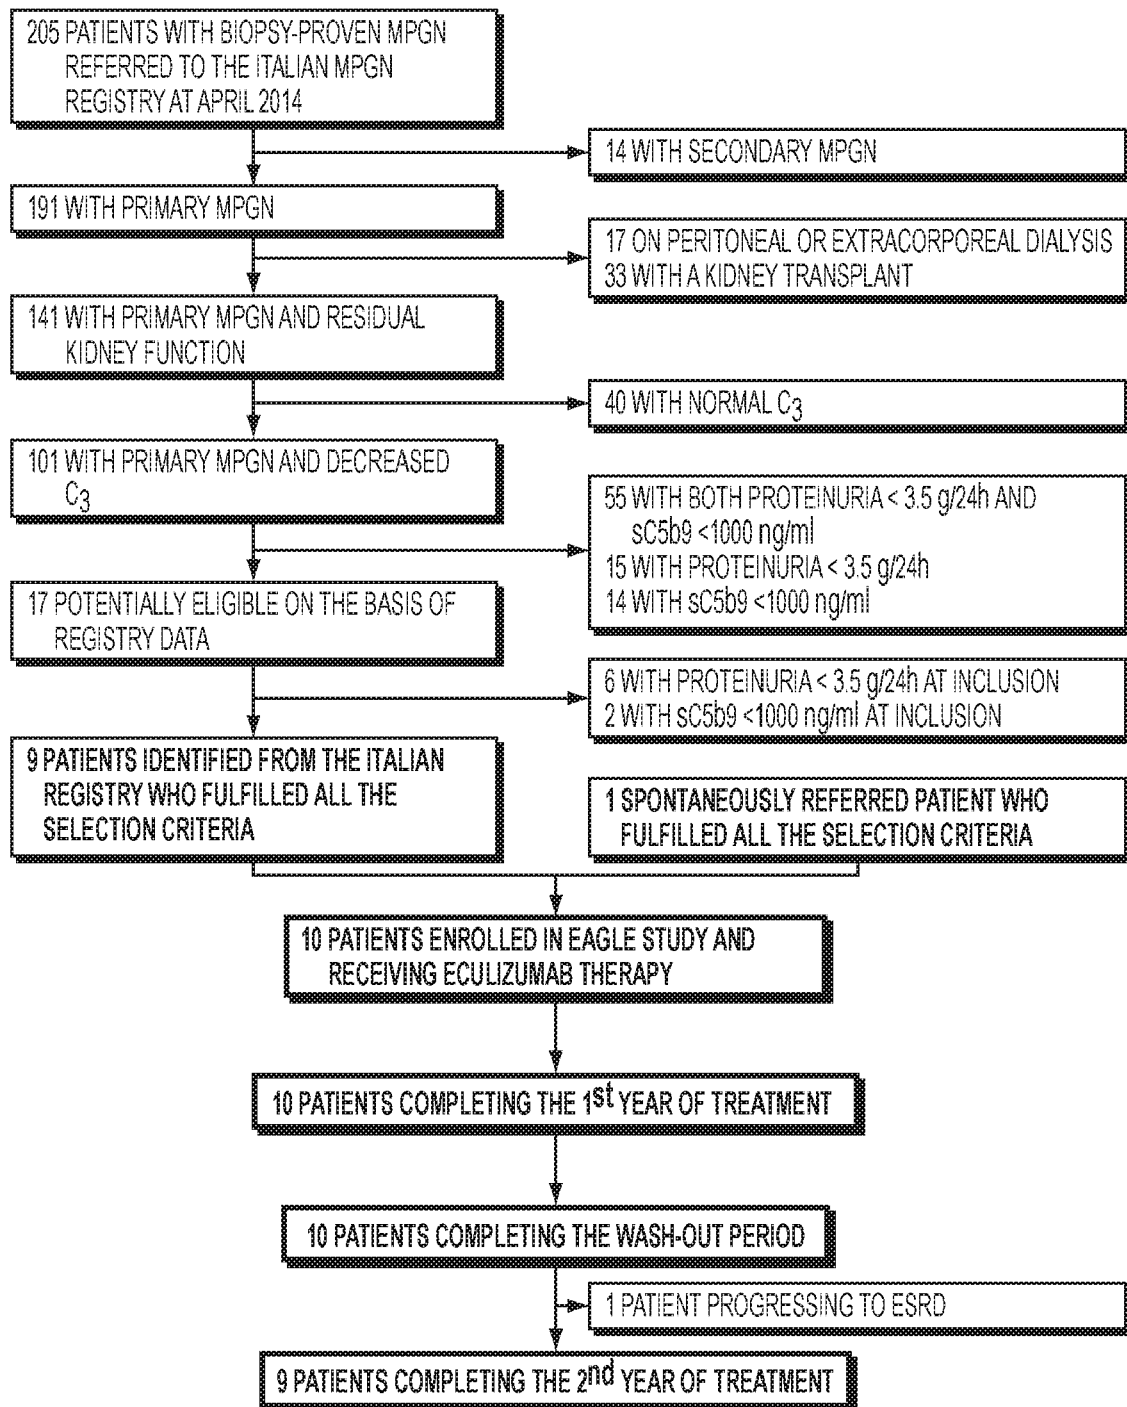 205 PATIENTS WITH BIOPSY-PROVEN MPGN
REFERRED TO THE ITALIAN MPGN
REGISTRY AT APRIL 2014
14 WITH SECONDARY MPGN
191 WITH PRIMARY MPGN
17 ON PERITONEAL OR EXTRACORPOREAL DIALYSIS
33 WITH A KIDNEY TRANSPLANT
141 WITH PRIMARY MPGN AND RESIDUAL
KIDNEY FUNCTION
40 WITH NORMAL C3
101 WITH PRIMARY MPGN AND DECREASED
C3
55 WITH BOTH PROTEINURIA < 3.5 g/24h AND
sC5b9 <1000 ng/ml
15 WITH PROTEINURIA < 3.5 g/24h
14 WITH sC5b9 <1000 ng/ml
17 POTENTIALLY ELIGIBLE ON THE BASIS OF
REGISTRY DATA
6 WITH PROTEINURIA < 3.5 g/24h AT INCLUSION
2 WITH sC5b9 <1000 ng/ml AT INCLUSION
9 PATIENTS IDENTIFIED FROM THE ITALIAN
REGISTRY WHO FULFILLED ALL THE
SELECTION CRITERIA
1 SPONTANEOUSLY REFERRED PATIENT WHO
FULFILLED ALL THE SELECTION CRITERIA
10 PATIENTS ENROLLED IN EAGLE STUDY AND
RECEIVING ECULIZUMAB THERAPY
10 PATIENTS COMPLETING THE 1st YEAR OF TREATMENT
10 PATIENTS COMPLETING THE WASH-OUT PERIOD
1 PATIENT PROGRESSING TO ESRD
9 PATIENTS COMPLETING THE 2nd YEAR OF TREATMENT